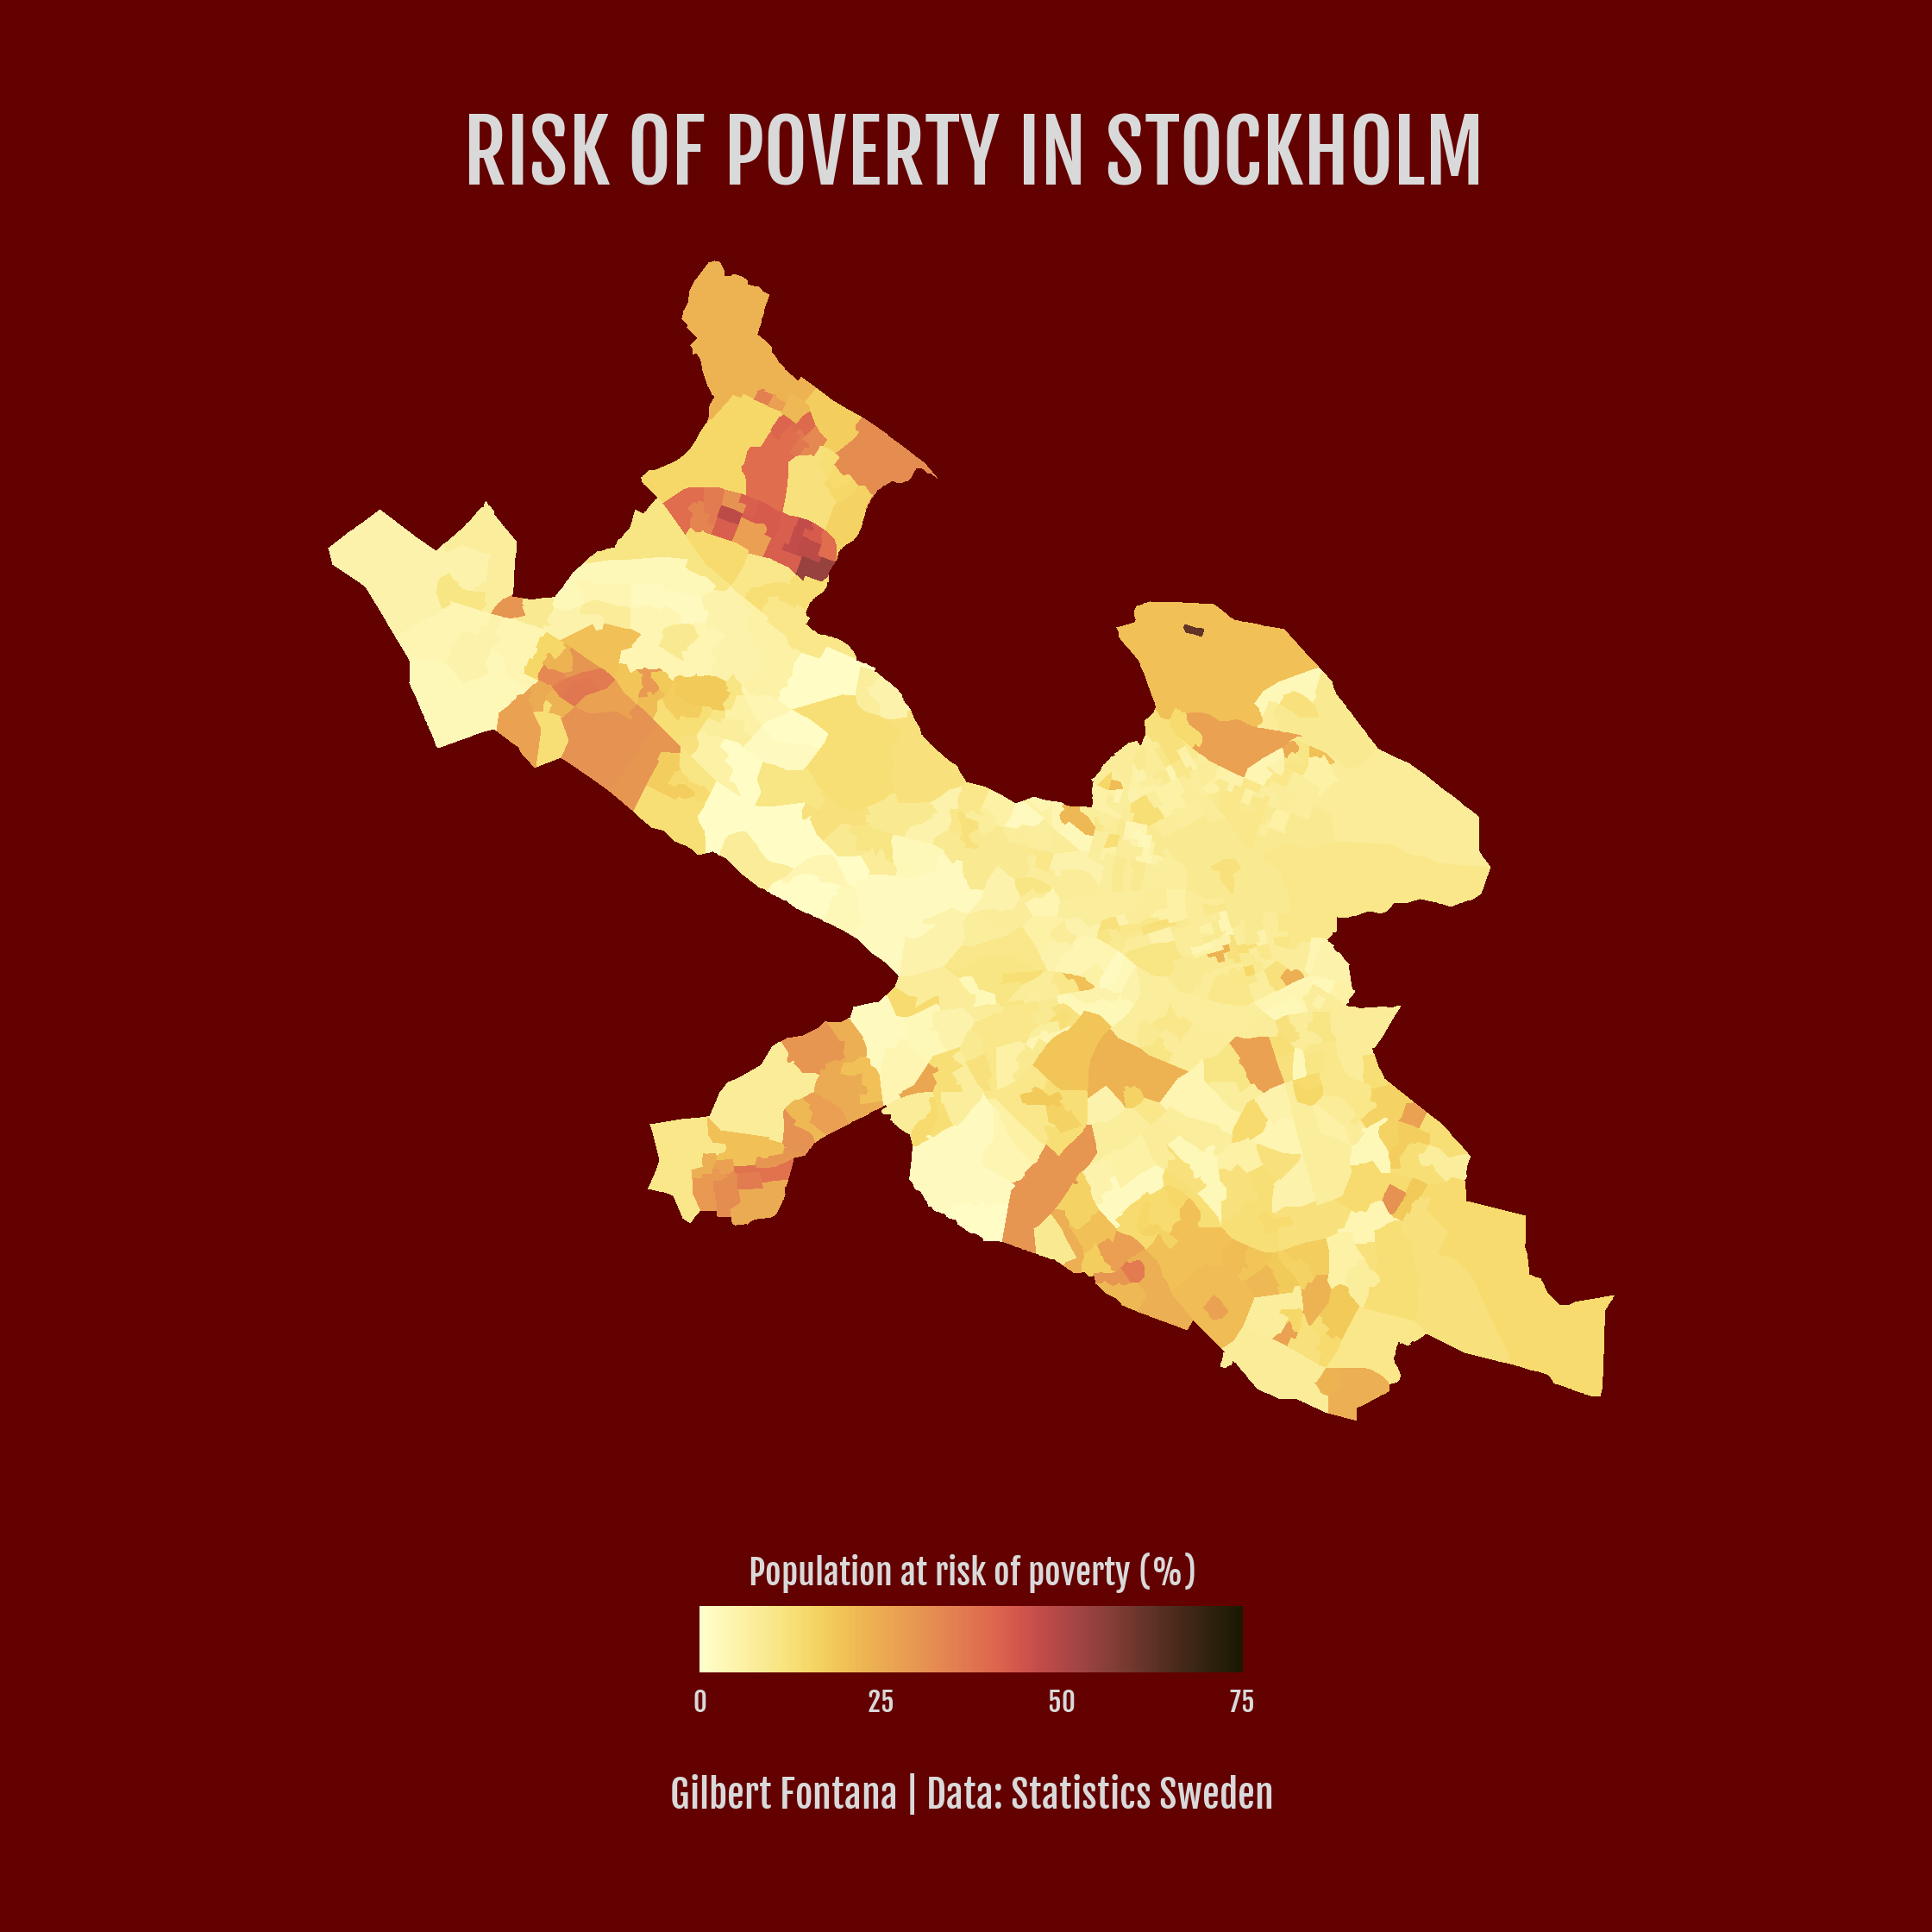 RISK OF POVERTY IN STOCKHOLM
Population at risk of poverty (%)
0 25 50 75
Gilbert Fontana | Data: Statistics Sweden